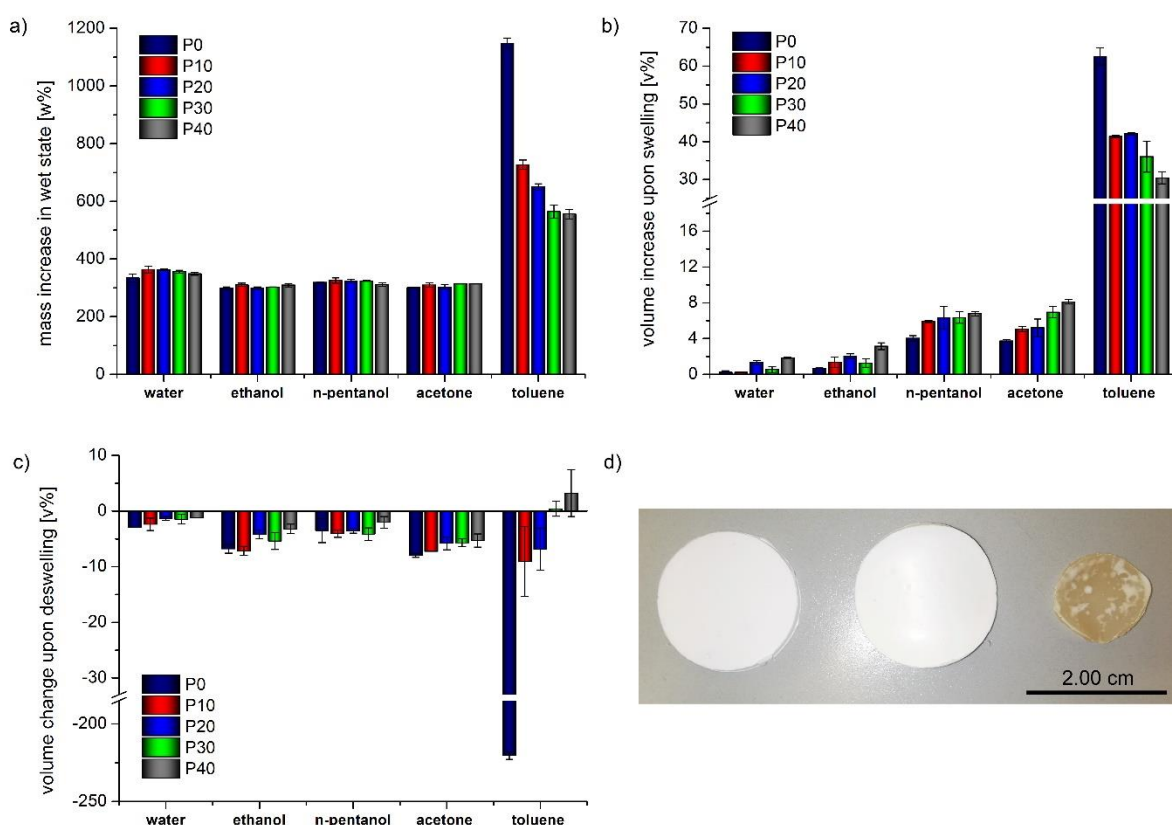 a)
mass increase in wet state [w%]
1200
1000
800
600
400
200
0
P0
P10
P20
P30
P40
water ethanol n-pentanol acetone toluene
b)
volume increase upon swelling [v%]
70
60
50
40
30
16
12
8
4
0
P0
P10
P20
P30
P40
water ethanol n-pentanol acetone toluene
c)
volume change upon deswelling [v%]
10
0
-10
-20
-30
-200
-250
P0
P10
P20
P30
P40
water ethanol n-pentanol acetone toluene
d)
2.00 cm